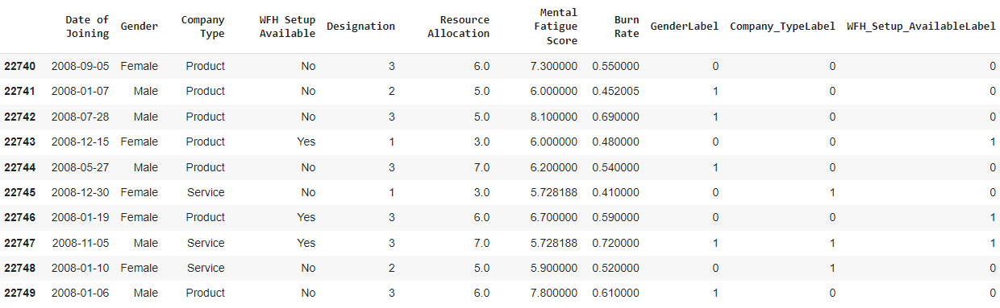 Date of Joining Gender Company Type WFH Setup Available Designation Resource Allocation Mental Fatigue Score Burn Rate GenderLabel Company_TypeLabel WFH_Setup_AvailableLabel
22740 2008-09-05 Female Product No 3 6.0 7.300000 0.550000 0 0 0
22741 2008-01-07 Male Product No 2 5.0 6.000000 0.452005 1 0 0
22742 2008-07-28 Male Product No 3 5.0 8.100000 0.690000 1 0 0
22743 2008-12-15 Female Product Yes 1 3.0 6.000000 0.480000 0 0 1
22744 2008-05-27 Male Product No 3 7.0 6.200000 0.540000 1 0 0
22745 2008-12-30 Female Service No 1 3.0 5.728188 0.410000 0 1 0
22746 2008-01-19 Female Product Yes 3 6.0 6.700000 0.590000 0 0 1
22747 2008-11-05 Male Service Yes 3 7.0 5.728188 0.720000 1 1 1
22748 2008-01-10 Female Service No 2 5.0 5.900000 0.520000 0 1 0
22749 2008-01-06 Male Product No 3 6.0 7.800000 0.610000 1 0 0